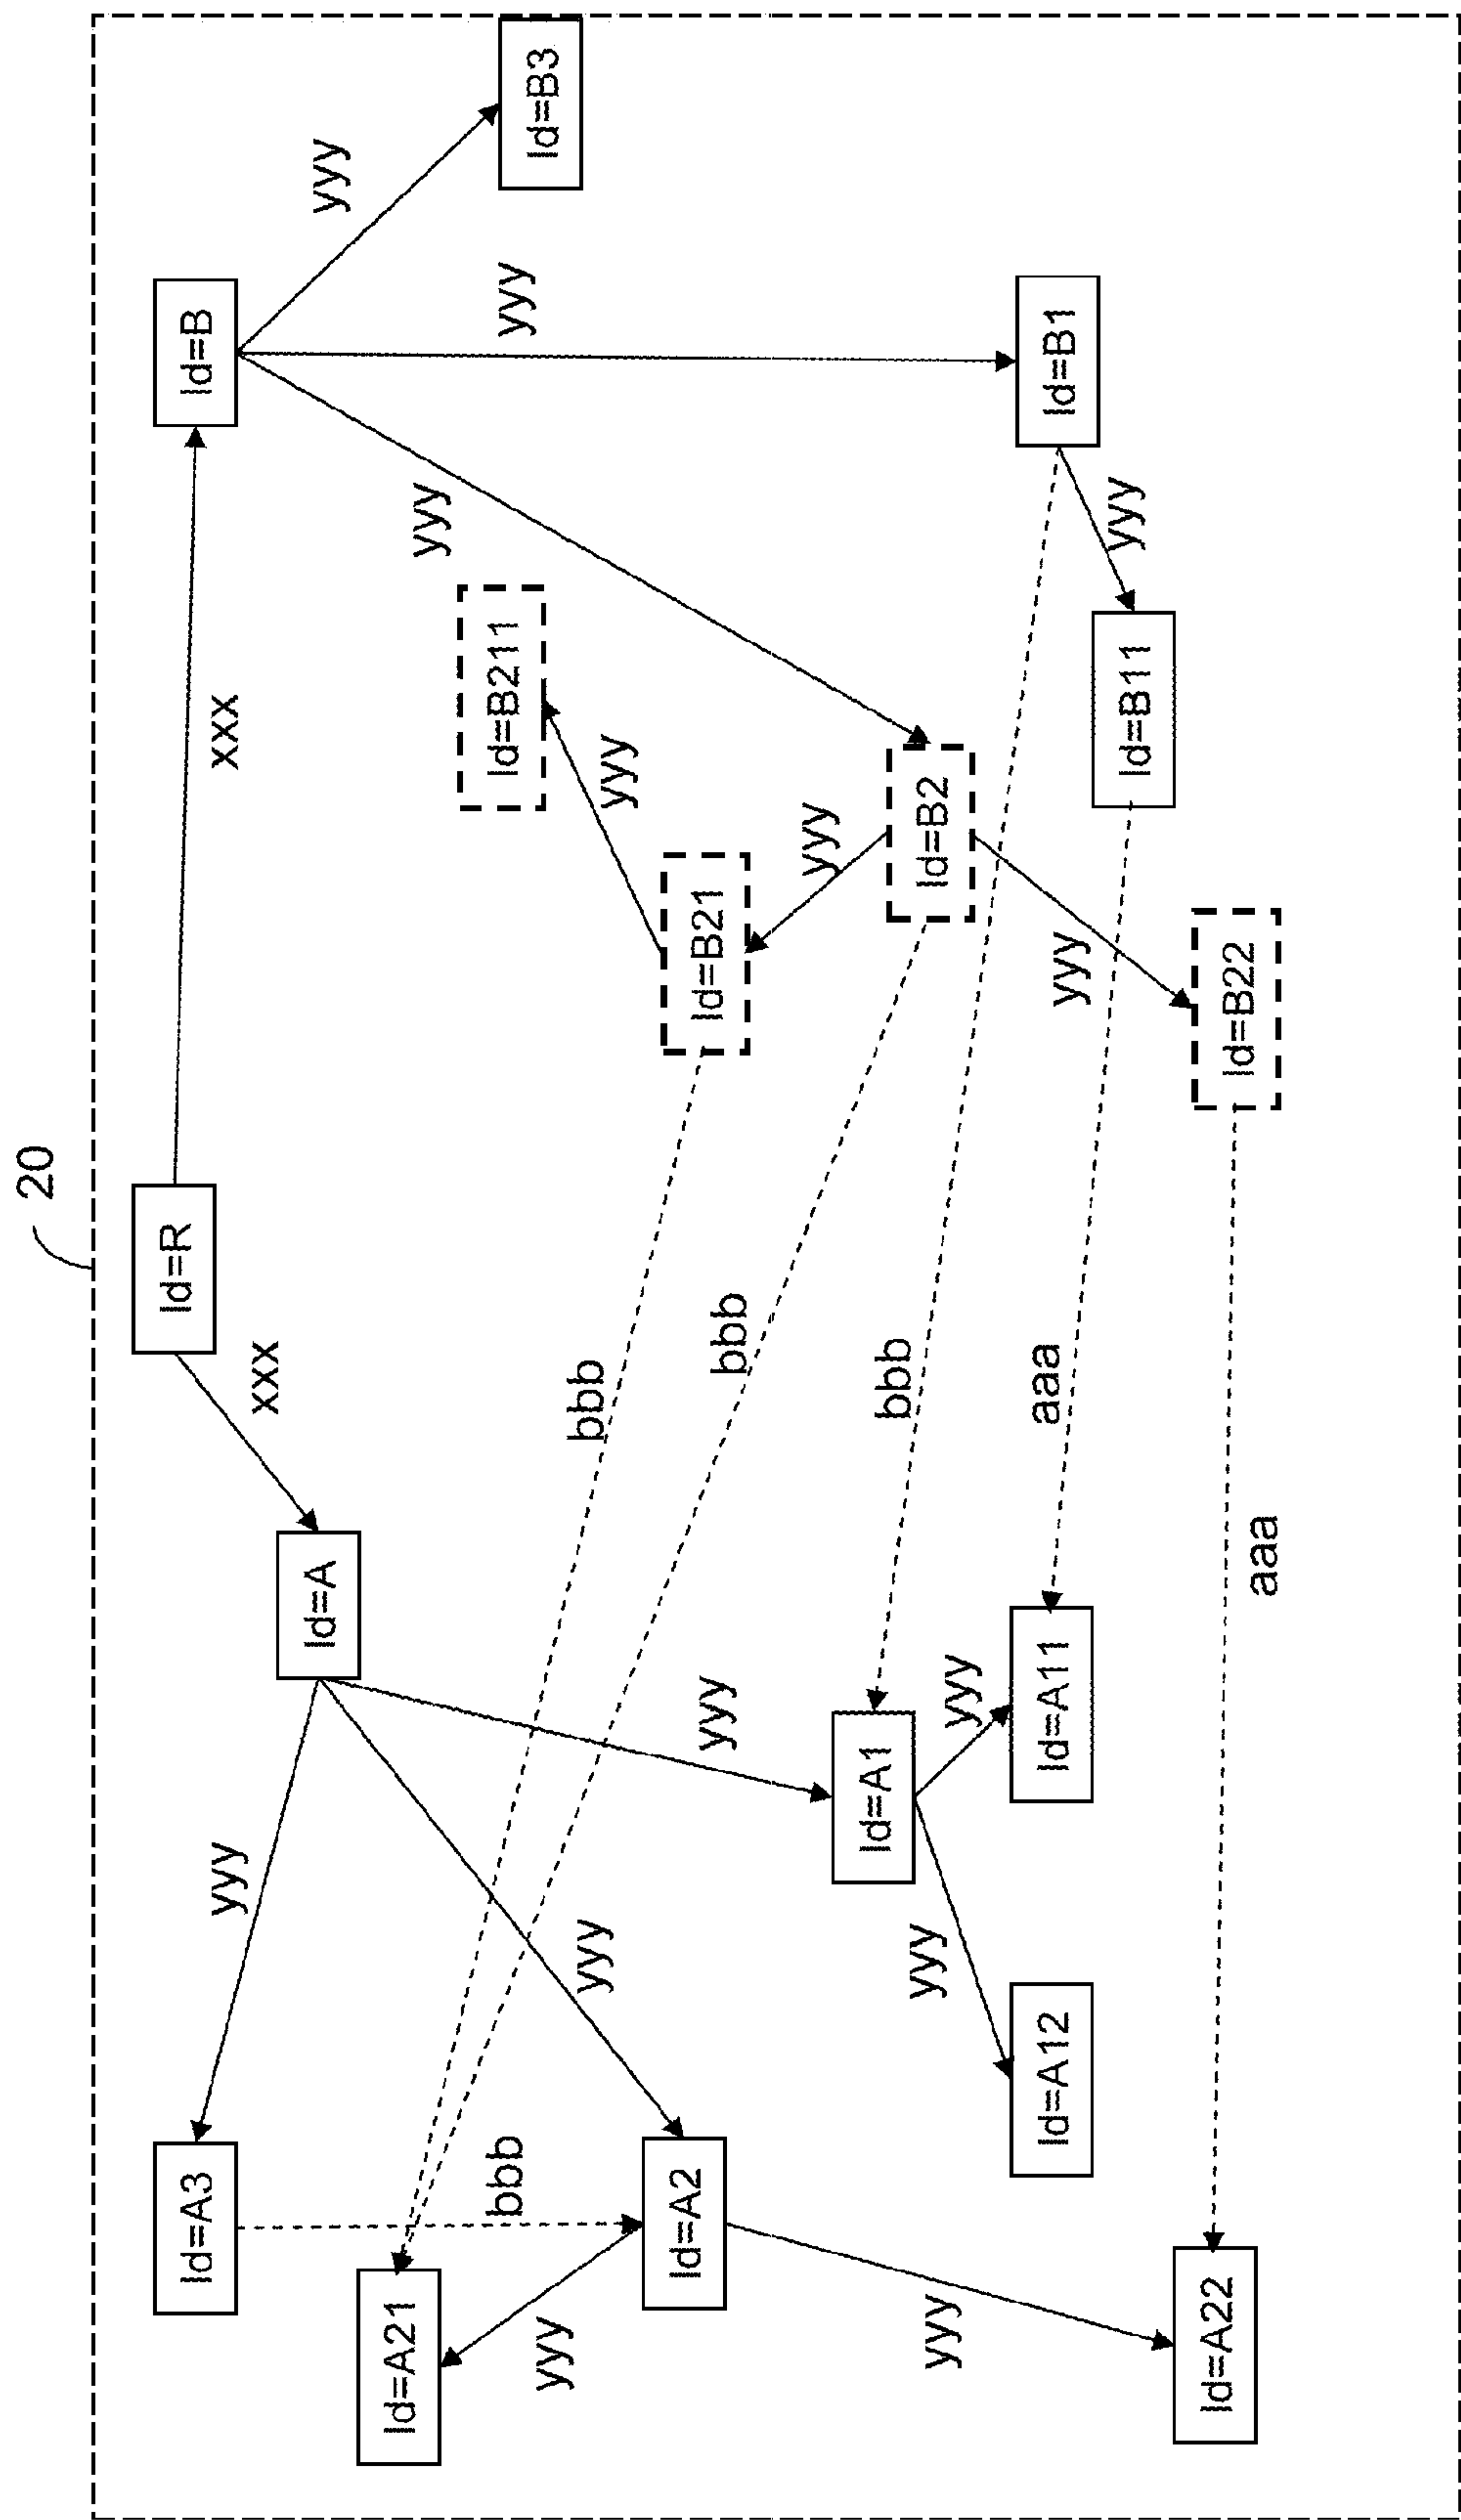 20
Id=R
xxx
xxx
Id=A
Id=B
yyy
yyy
yyy
yyy
yyy
yyy
Id=A3
Id=B3
bbb
bbb
bbb
bbb
Id=A21
Id=B211
yyy
yyy
Id=A2
Id=B21
yyy
Id=A1
Id=B2
yyy
yyy
yyy
yyy
aaa
yyy
Id=A12
Id=A11
Id=B1
yyy
Id=B11
Id=A22
aaa
Id=B22